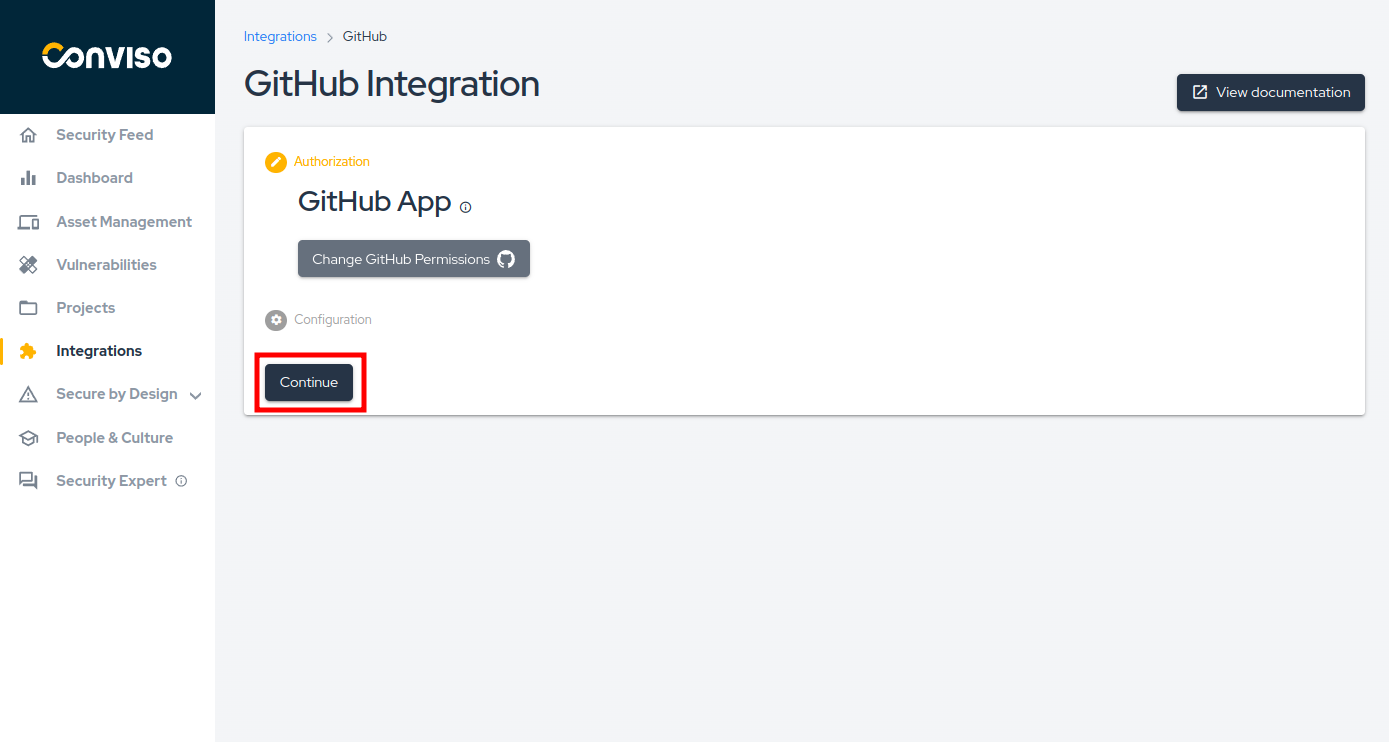 Conviso
Security Feed
Dashboard
Asset Management
Vulnerabilities
Projects
Integrations
Secure by Design
People & Culture
Security Expert
Integrations > GitHub
GitHub Integration
View documentation
Authorization
GitHub App
Change GitHub Permissions
Configuration
Continue